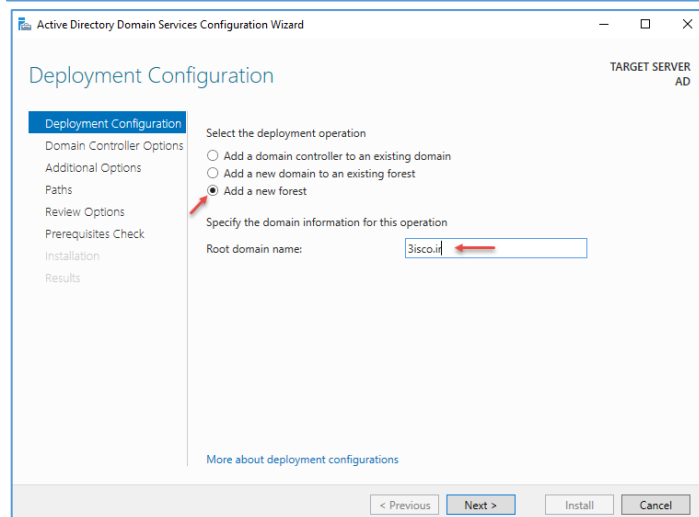 Active Directory Domain Services Configuration Wizard
Deployment Configuration
TARGET SERVER
AD
Deployment Configuration
Domain Controller Options
Additional Options
Paths
Review Options
Prerequisites Check
Installation
Results
Select the deployment operation
Add a domain controller to an existing domain
Add a new domain to an existing forest
Add a new forest
Specify the domain information for this operation
Root domain name: 3isco.ir
More about deployment configurations
< Previous Next > Install Cancel